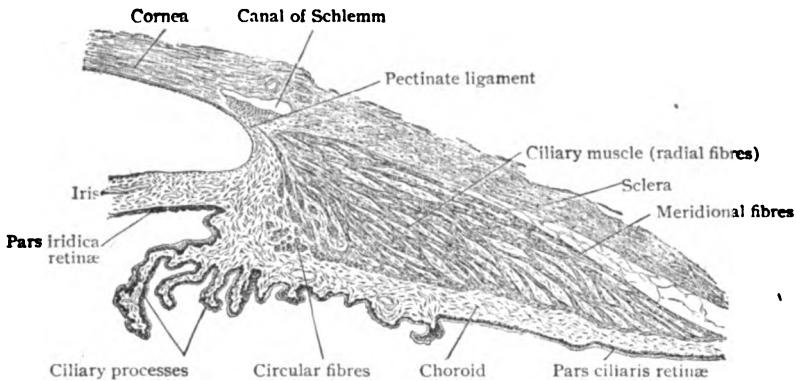 Cornea
Canal of Schlemm
Pectinate ligament
Ciliary muscle (radial fibres)
Sclera
Meridional fibres
Iris
Pars iridica
retinæ
Ciliary processes
Circular fibres
Choroid
Pars ciliaris retinæ